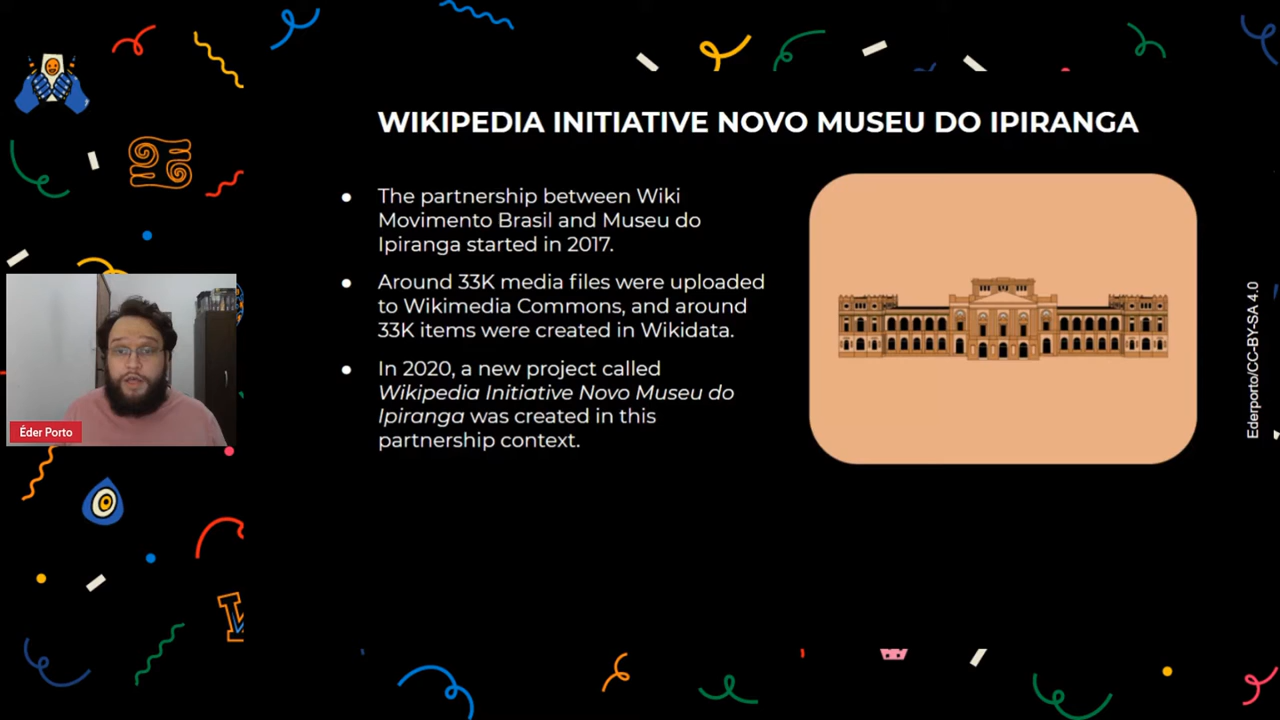 WIKIPEDIA INITIATIVE NOVO MUSEU DO IPIRANGA
● The partnership between Wiki
Movimento Brasil and Museu do
Ipiranga started in 2017.
● Around 33K media files were uploaded
to Wikimedia Commons, and around
33K items were created in Wikidata.
● In 2020, a new project called
Wikipedia Initiative Novo Museu do
Ipiranga was created in this
partnership context.
Ederporto/CC-BY-SA 4.0
Éder Porto